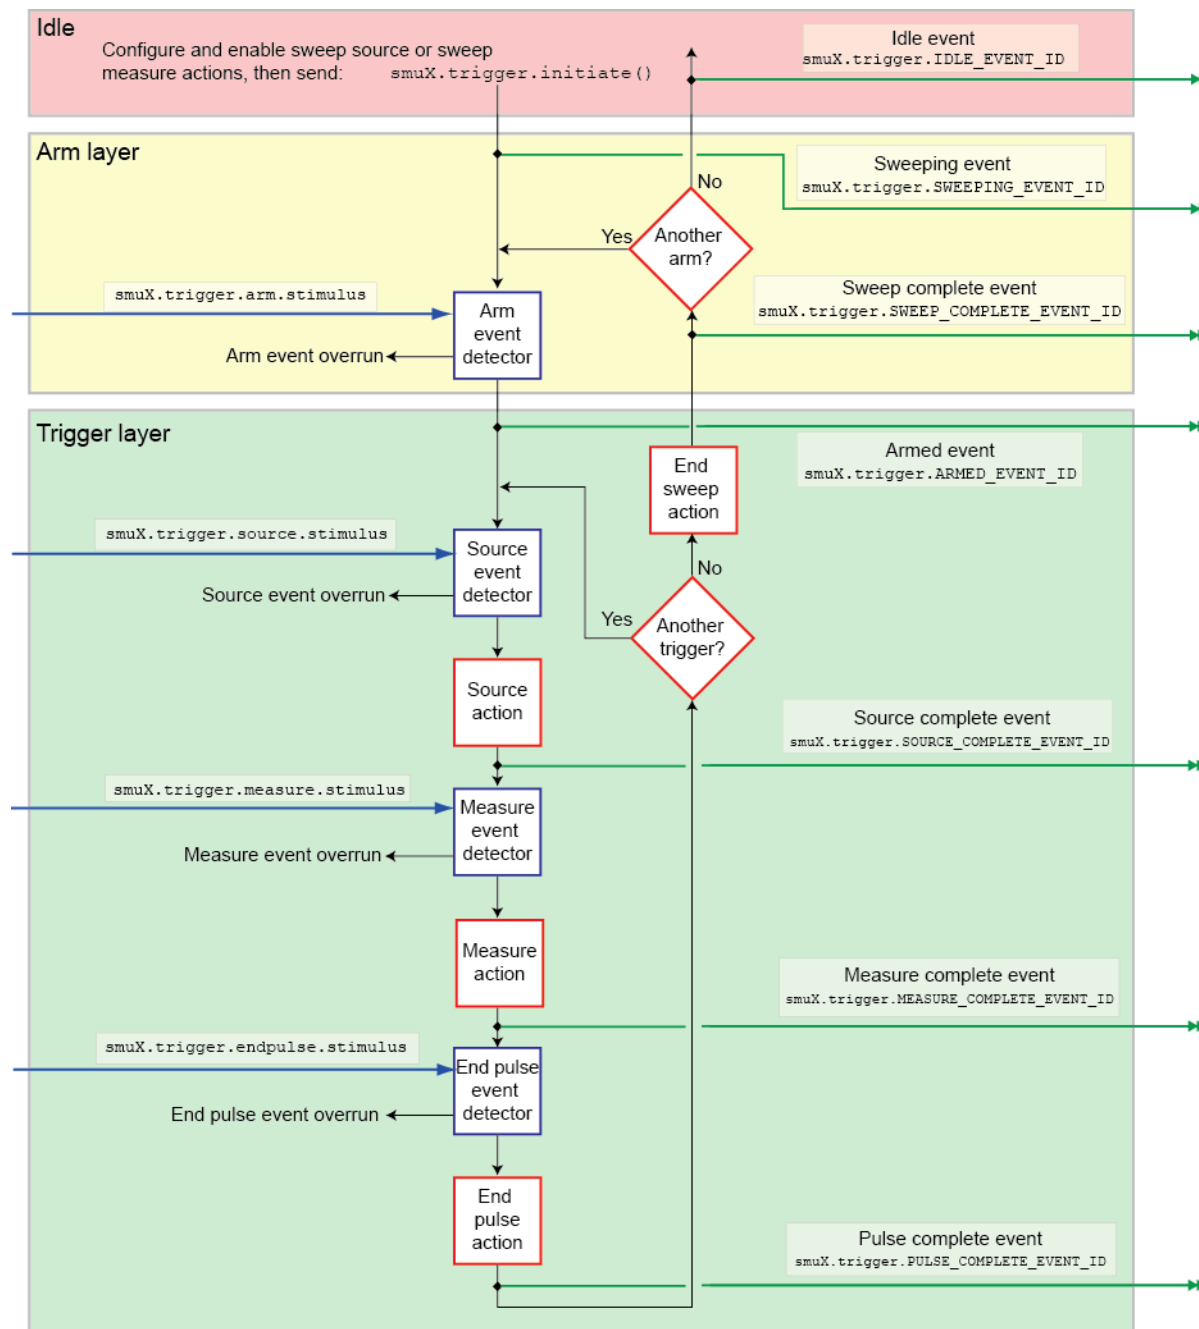 Idle
Configure and enable sweep source or sweep
measure actions, then send: smuX.trigger.initiate()
Idle event
smuX.trigger.IDLE_EVENT_ID
Arm layer
Sweeping event
smuX.trigger.SWEEPING_EVENT_ID
No
Yes
Another
arm?
smuX.trigger.arm.stimulus
Arm
event
detector
Arm event overrun
Sweep complete event
smuX.trigger.SWEEP_COMPLETE_EVENT_ID
Trigger layer
Armed event
smuX.trigger.ARMED_EVENT_ID
End
sweep
action
smuX.trigger.source.stimulus
Source
event
detector
Source event overrun
No
Yes
Another
trigger?
Source
action
Source complete event
smuX.trigger.SOURCE_COMPLETE_EVENT_ID
smuX.trigger.measure.stimulus
Measure
event
detector
Measure event overrun
Measure
action
Measure complete event
smuX.trigger.MEASURE_COMPLETE_EVENT_ID
smuX.trigger.endpulse.stimulus
End pulse
event
detector
End pulse event overrun
End
pulse
action
Pulse complete event
smuX.trigger.PULSE_COMPLETE_EVENT_ID